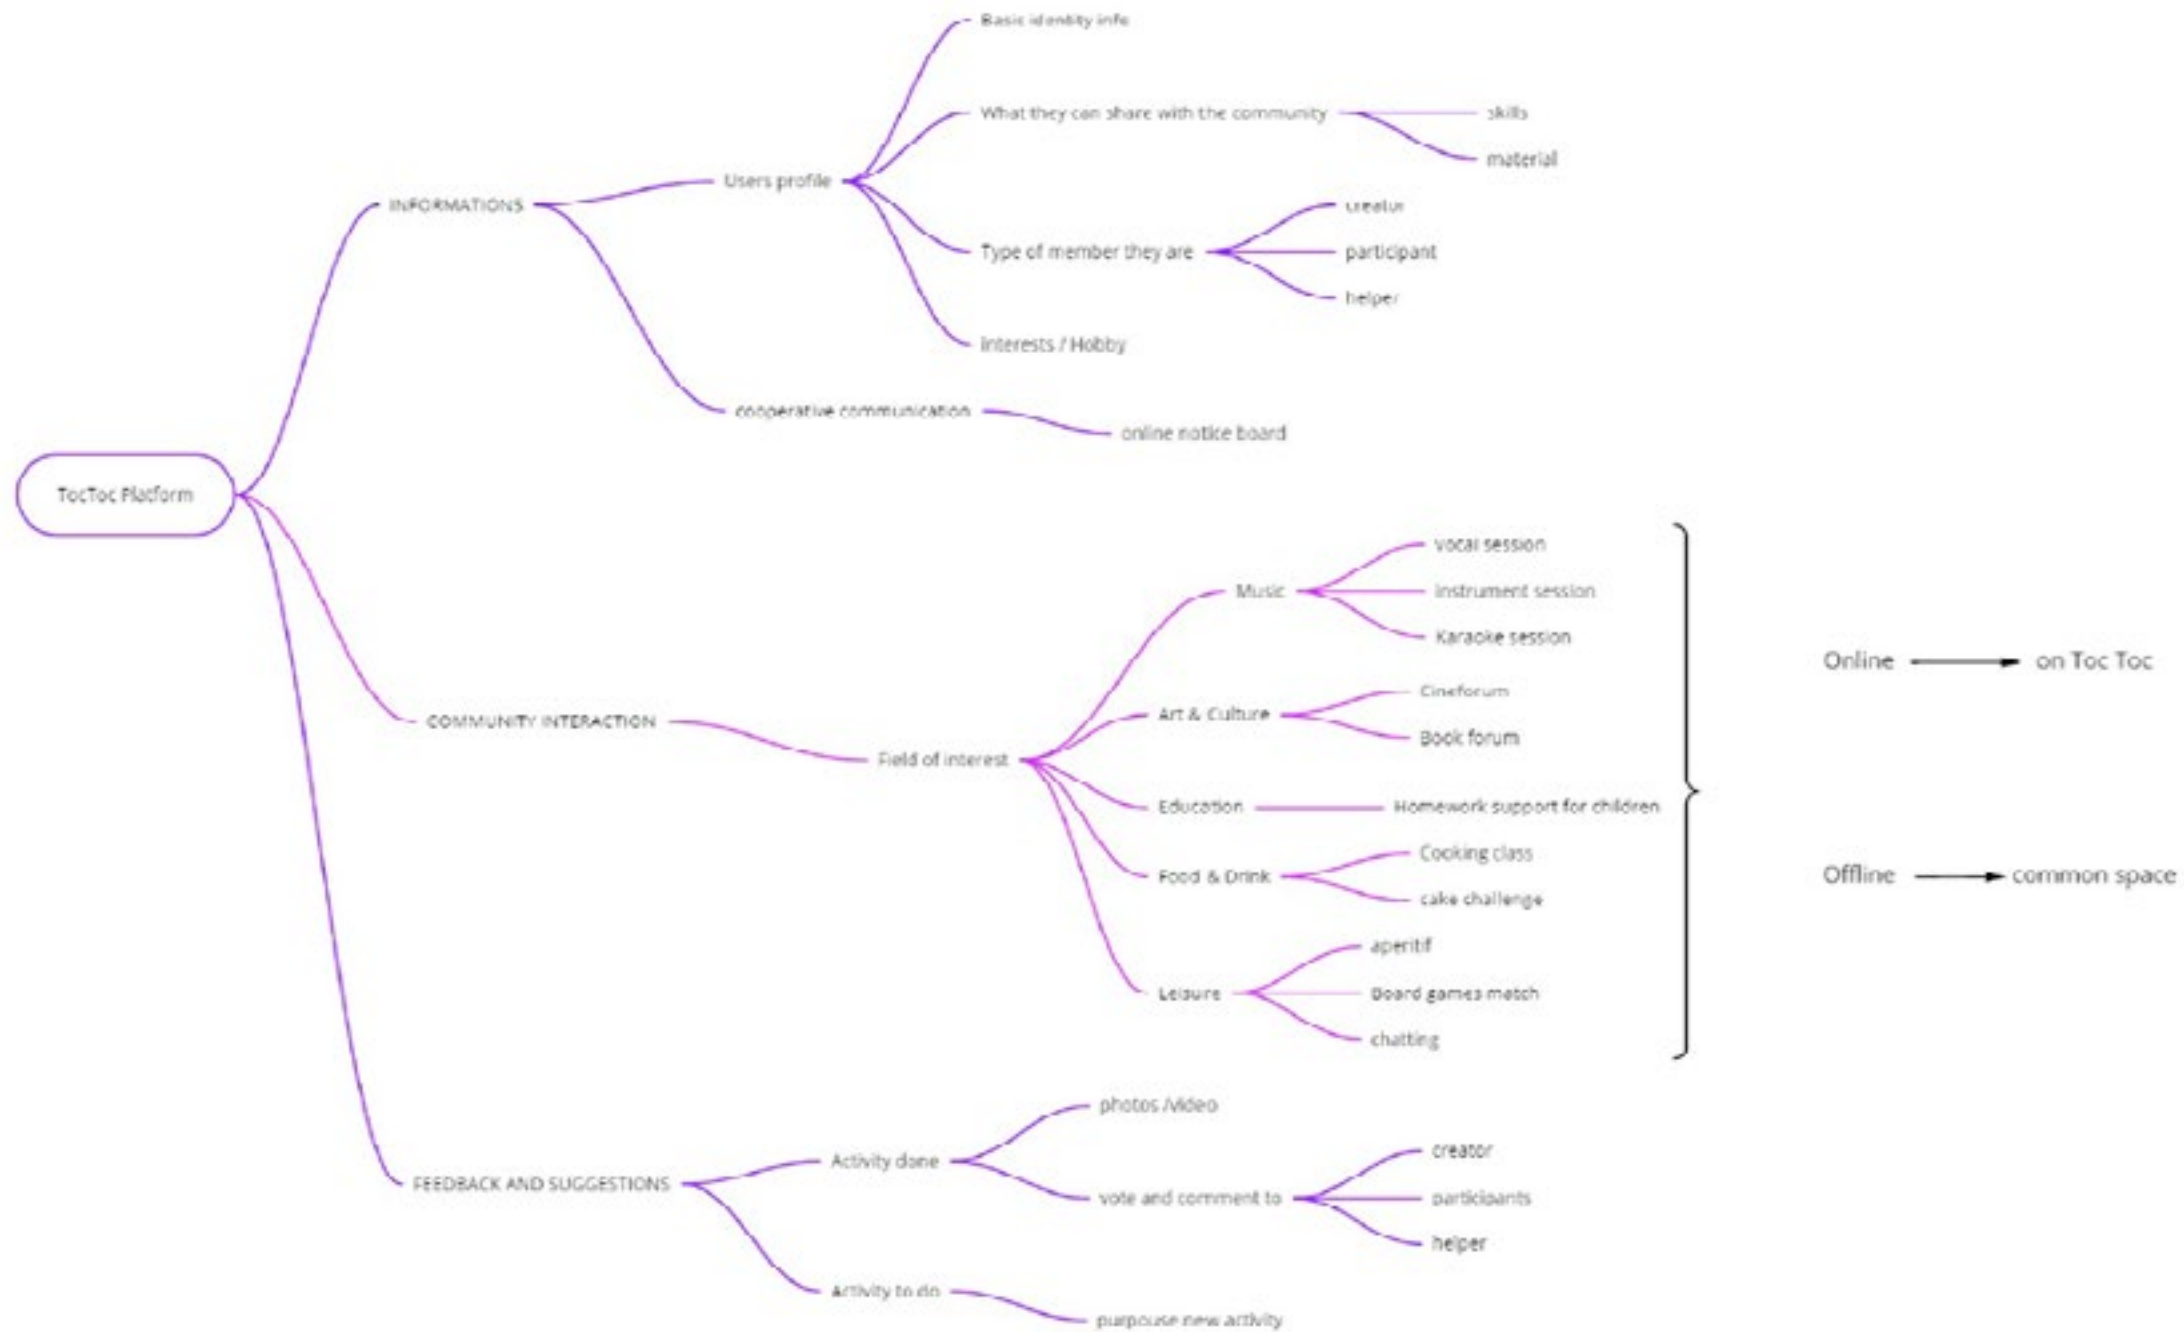 TocToc Platform
INFORMATIONS
Users profile
Basic identity info
What they can share with the community
skills
material
Type of member they are
creator
participant
helper
Interests / Hobby
cooperative communication
online notice board
COMMUNITY INTERACTION
Field of interest
Music
vocal session
instrument session
Karaoke session
Art & Culture
Cineforum
Book forum
Education
Homework support for children
Food & Drink
Cooking class
cake challenge
Leisure
aperitif
Board games match
chatting
Online
on Toc Toc
Offline
common space
FEEDBACK AND SUGGESTIONS
Activity done
photos /video
vote and comment to
creator
participants
helper
Activity to do
purpouse new activity